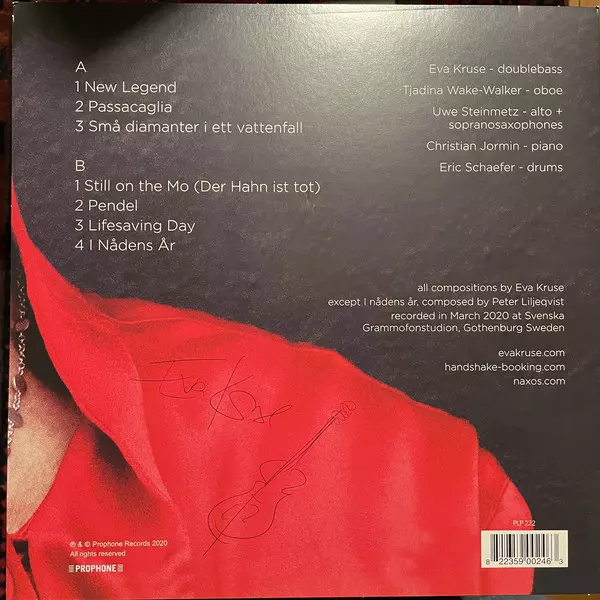 A
1 New Legend
2 Passacaglia
3 Små diamanter i ett vattenfall
B
1 Still on the Mo (Der Hahn ist tot)
2 Pendel
3 Lifesaving Day
4 I Nådens År
Eva Kruse - doublebass
Tjadina Wake-Walker - oboe
Uwe Steinmetz - alto +
sopranosaxophones
Christian Jormin - piano
Eric Schaefer - drums
all compositions by Eva Kruse
except I nådens år, composed by Peter Liljeqvist
recorded in March 2020 at Svenska
Grammofonstudion, Gothenburg Sweden
evakruse.com
handshake-booking.com
naxos.com
Eva Kruse
℗ & © Prophone Records 2020
All rights reserved
PROPHONE
PLP 222
8 22359 00246 3